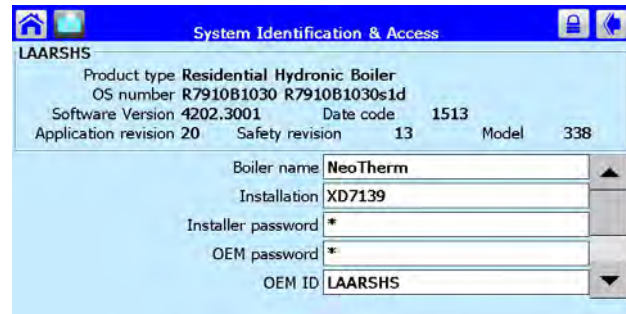 System Identification & Access
LAARSHS
Product type Residential Hydronic Boiler
OS number R7910B1030 R7910B1030s1d
Software Version 4202.3001 Date code 1513
Application revision 20 Safety revision 13 Model 338
Boiler name NeoTherm
Installation XD7139
Installer password *
OEM password *
OEM ID LAARSHS